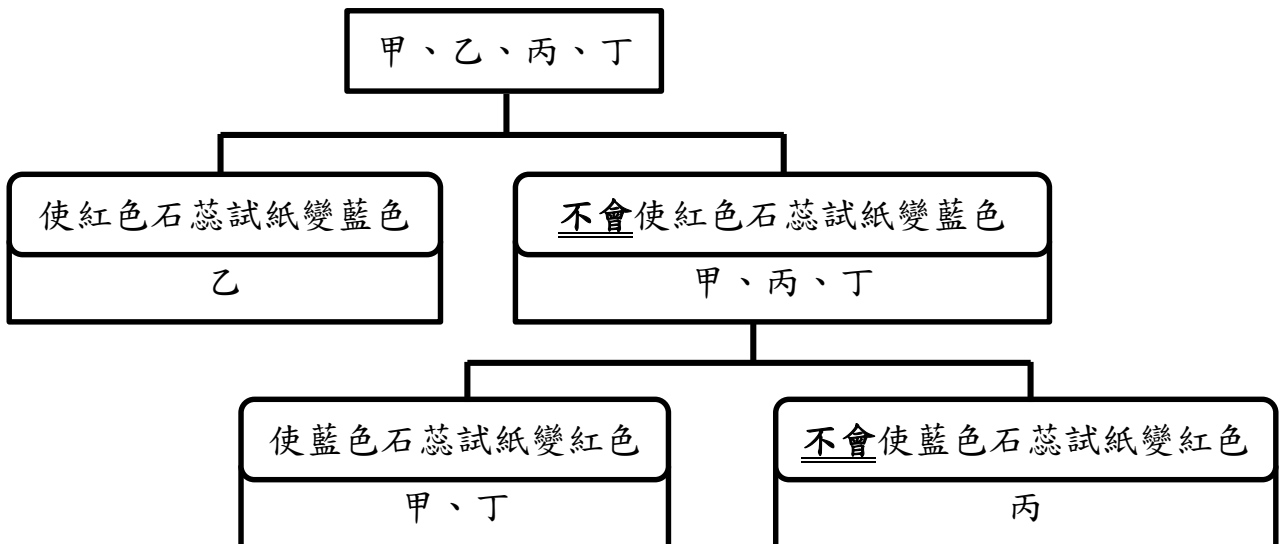 甲、乙、丙、丁
使紅色石蕊試紙變藍色
不會使紅色石蕊試紙變藍色
乙
甲、丙、丁
使藍色石蕊試紙變紅色
不會使藍色石蕊試紙變紅色
甲、丁
丙